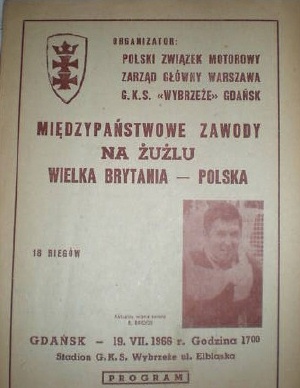 ORGANIZATOR:
POLSKI ZWIĄZEK MOTOROWY
ZARZĄD GŁÓWNY WARSZAWA
G.K.S. «WYBRZEŻE» GDAŃSK
MIĘDZYPAŃSTWOWE ZAWODY
NA ŻUŻLU
WIELKA BRYTANIA — POLSKA
18 BIEGÓW
GDAŃSK - 19. VII. 1966 r. Godzina 17⁰⁰
Stadion G.K.S. Wybrzeże ul. Elbląska
PROGRAM